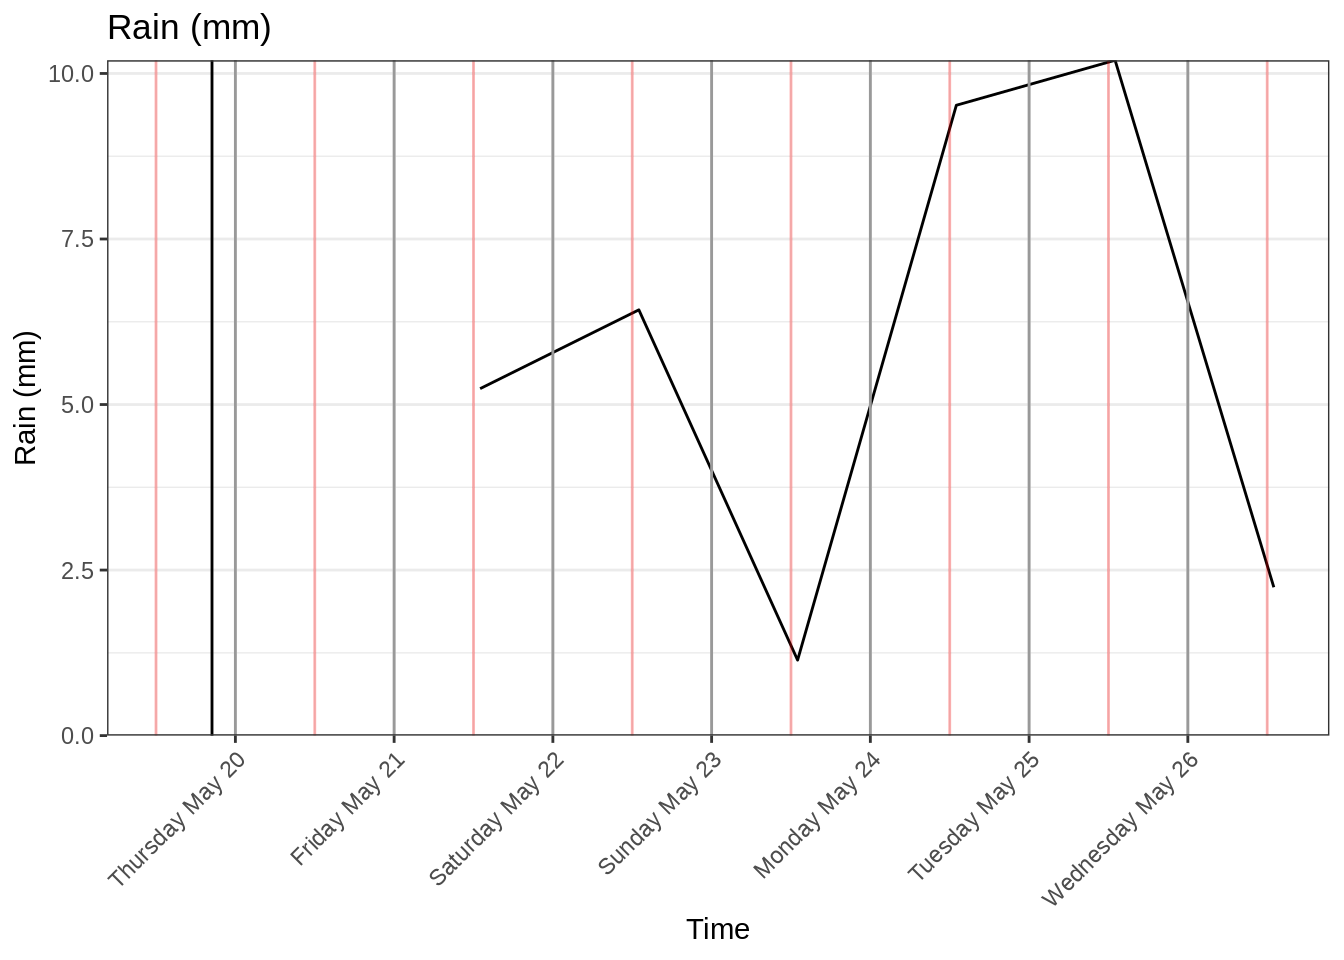 Rain (mm)
10.0
7.5
5.0
2.5
0.0
Rain (mm)
Thursday May 20
Friday May 21
Saturday May 22
Sunday May 23
Monday May 24
Tuesday May 25
Wednesday May 26
Time